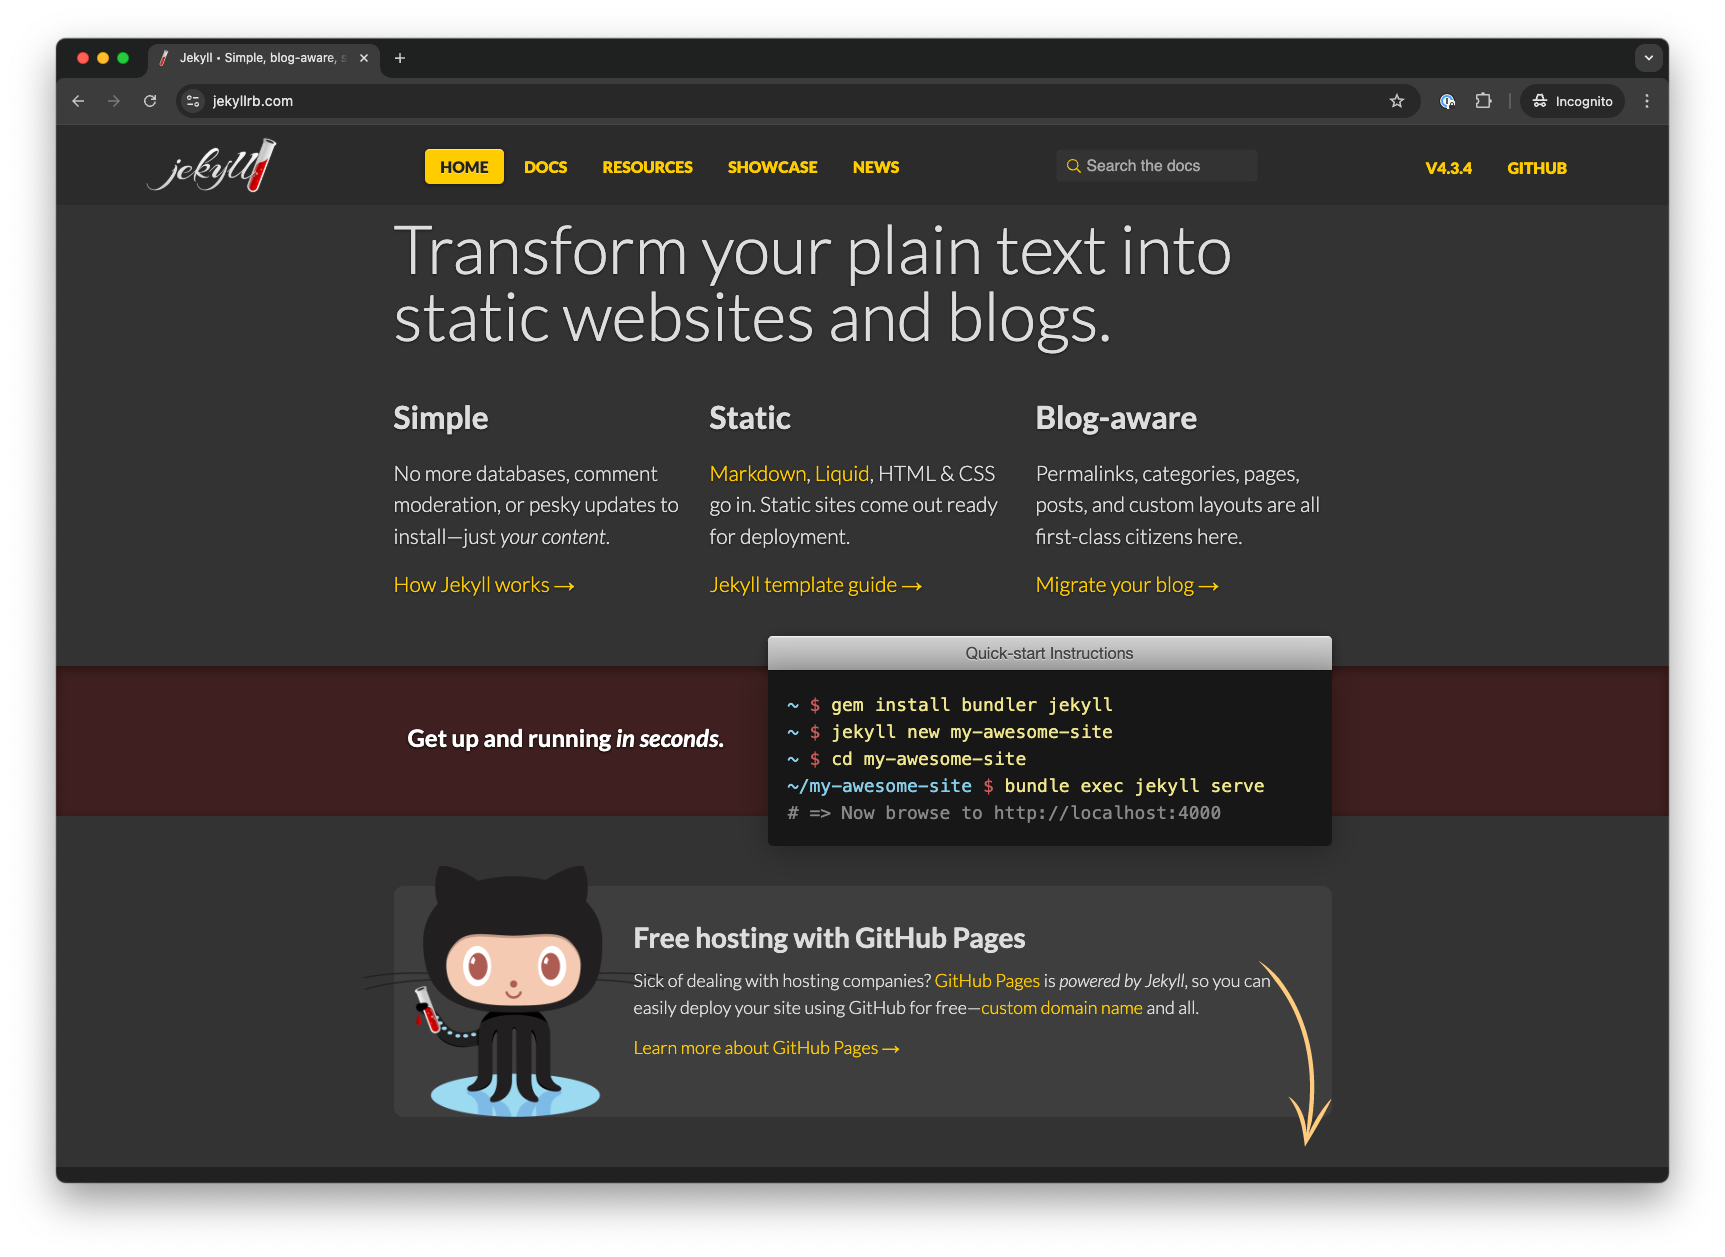 Jekyll • Simple, blog-aware, s
jekyllrb.com
Incognito
jekyll
HOME
DOCS
RESOURCES
SHOWCASE
NEWS
Search the docs
V4.3.4
GITHUB
Transform your plain text into
static websites and blogs.
Simple
No more databases, comment
moderation, or pesky updates to
install—just your content.
How Jekyll works →
Static
Markdown, Liquid, HTML & CSS
go in. Static sites come out ready
for deployment.
Jekyll template guide →
Blog-aware
Permalinks, categories, pages,
posts, and custom layouts are all
first-class citizens here.
Migrate your blog →
Get up and running in seconds.
Quick-start Instructions
~ $ gem install bundler jekyll
~ $ jekyll new my-awesome-site
~ $ cd my-awesome-site
~/my-awesome-site $ bundle exec jekyll serve
# => Now browse to http://localhost:4000
Free hosting with GitHub Pages
Sick of dealing with hosting companies? GitHub Pages is powered by Jekyll, so you can
easily deploy your site using GitHub for free—custom domain name and all.
Learn more about GitHub Pages →